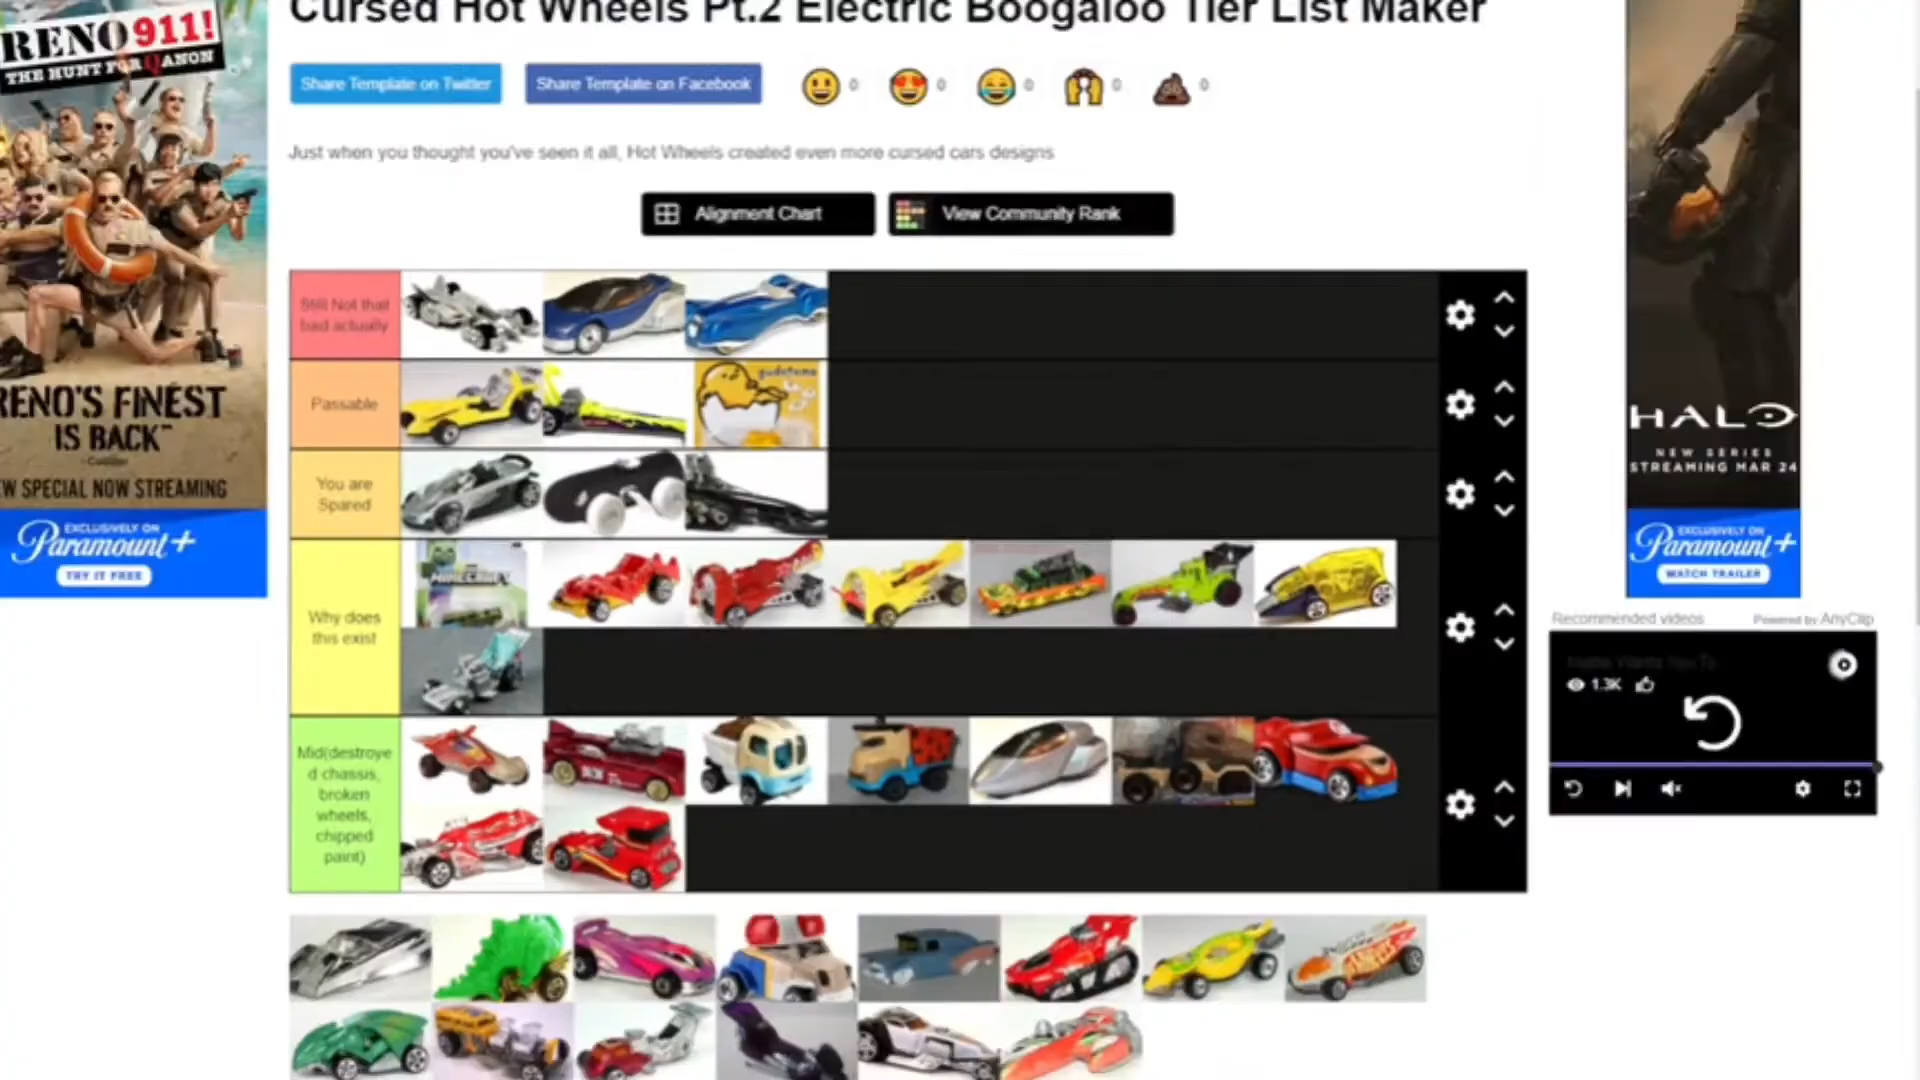 Cursed Hot Wheels Pt.2 Electric Boogaloo Tier List Maker
RENO 911!
THE HUNT FOR QANON
Share Template on Twitter
Share Template on Facebook
0
0
0
0
0
Just when you thought you've seen it all, Hot Wheels created even more cursed cars designs
Alignment Chart
View Community Rank
Still Not that
bad actually
Passable
gudetama
You are
Spared
Why does
this exist
MINECRAFT
Mid(destroye
d chassis,
broken
wheels,
chipped
paint)
RENO'S FINEST
IS BACK
EW SPECIAL NOW STREAMING
EXCLUSIVELY ON
Paramount+
TRY IT FREE
HALO
NEW SERIES
STREAMING MAR 24
EXCLUSIVELY ON
Paramount+
WATCH TRAILER
Recommended videos
Powered by AnyClip
1.3K